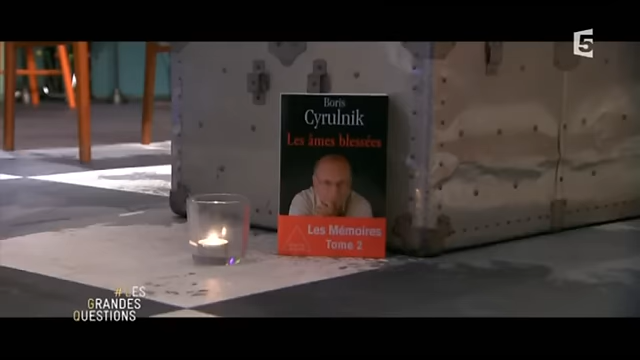 5
Boris
Cyrulnik
Les âmes blessées
Les Mémoires
Tome 2
#LES
GRANDES
QUESTIONS